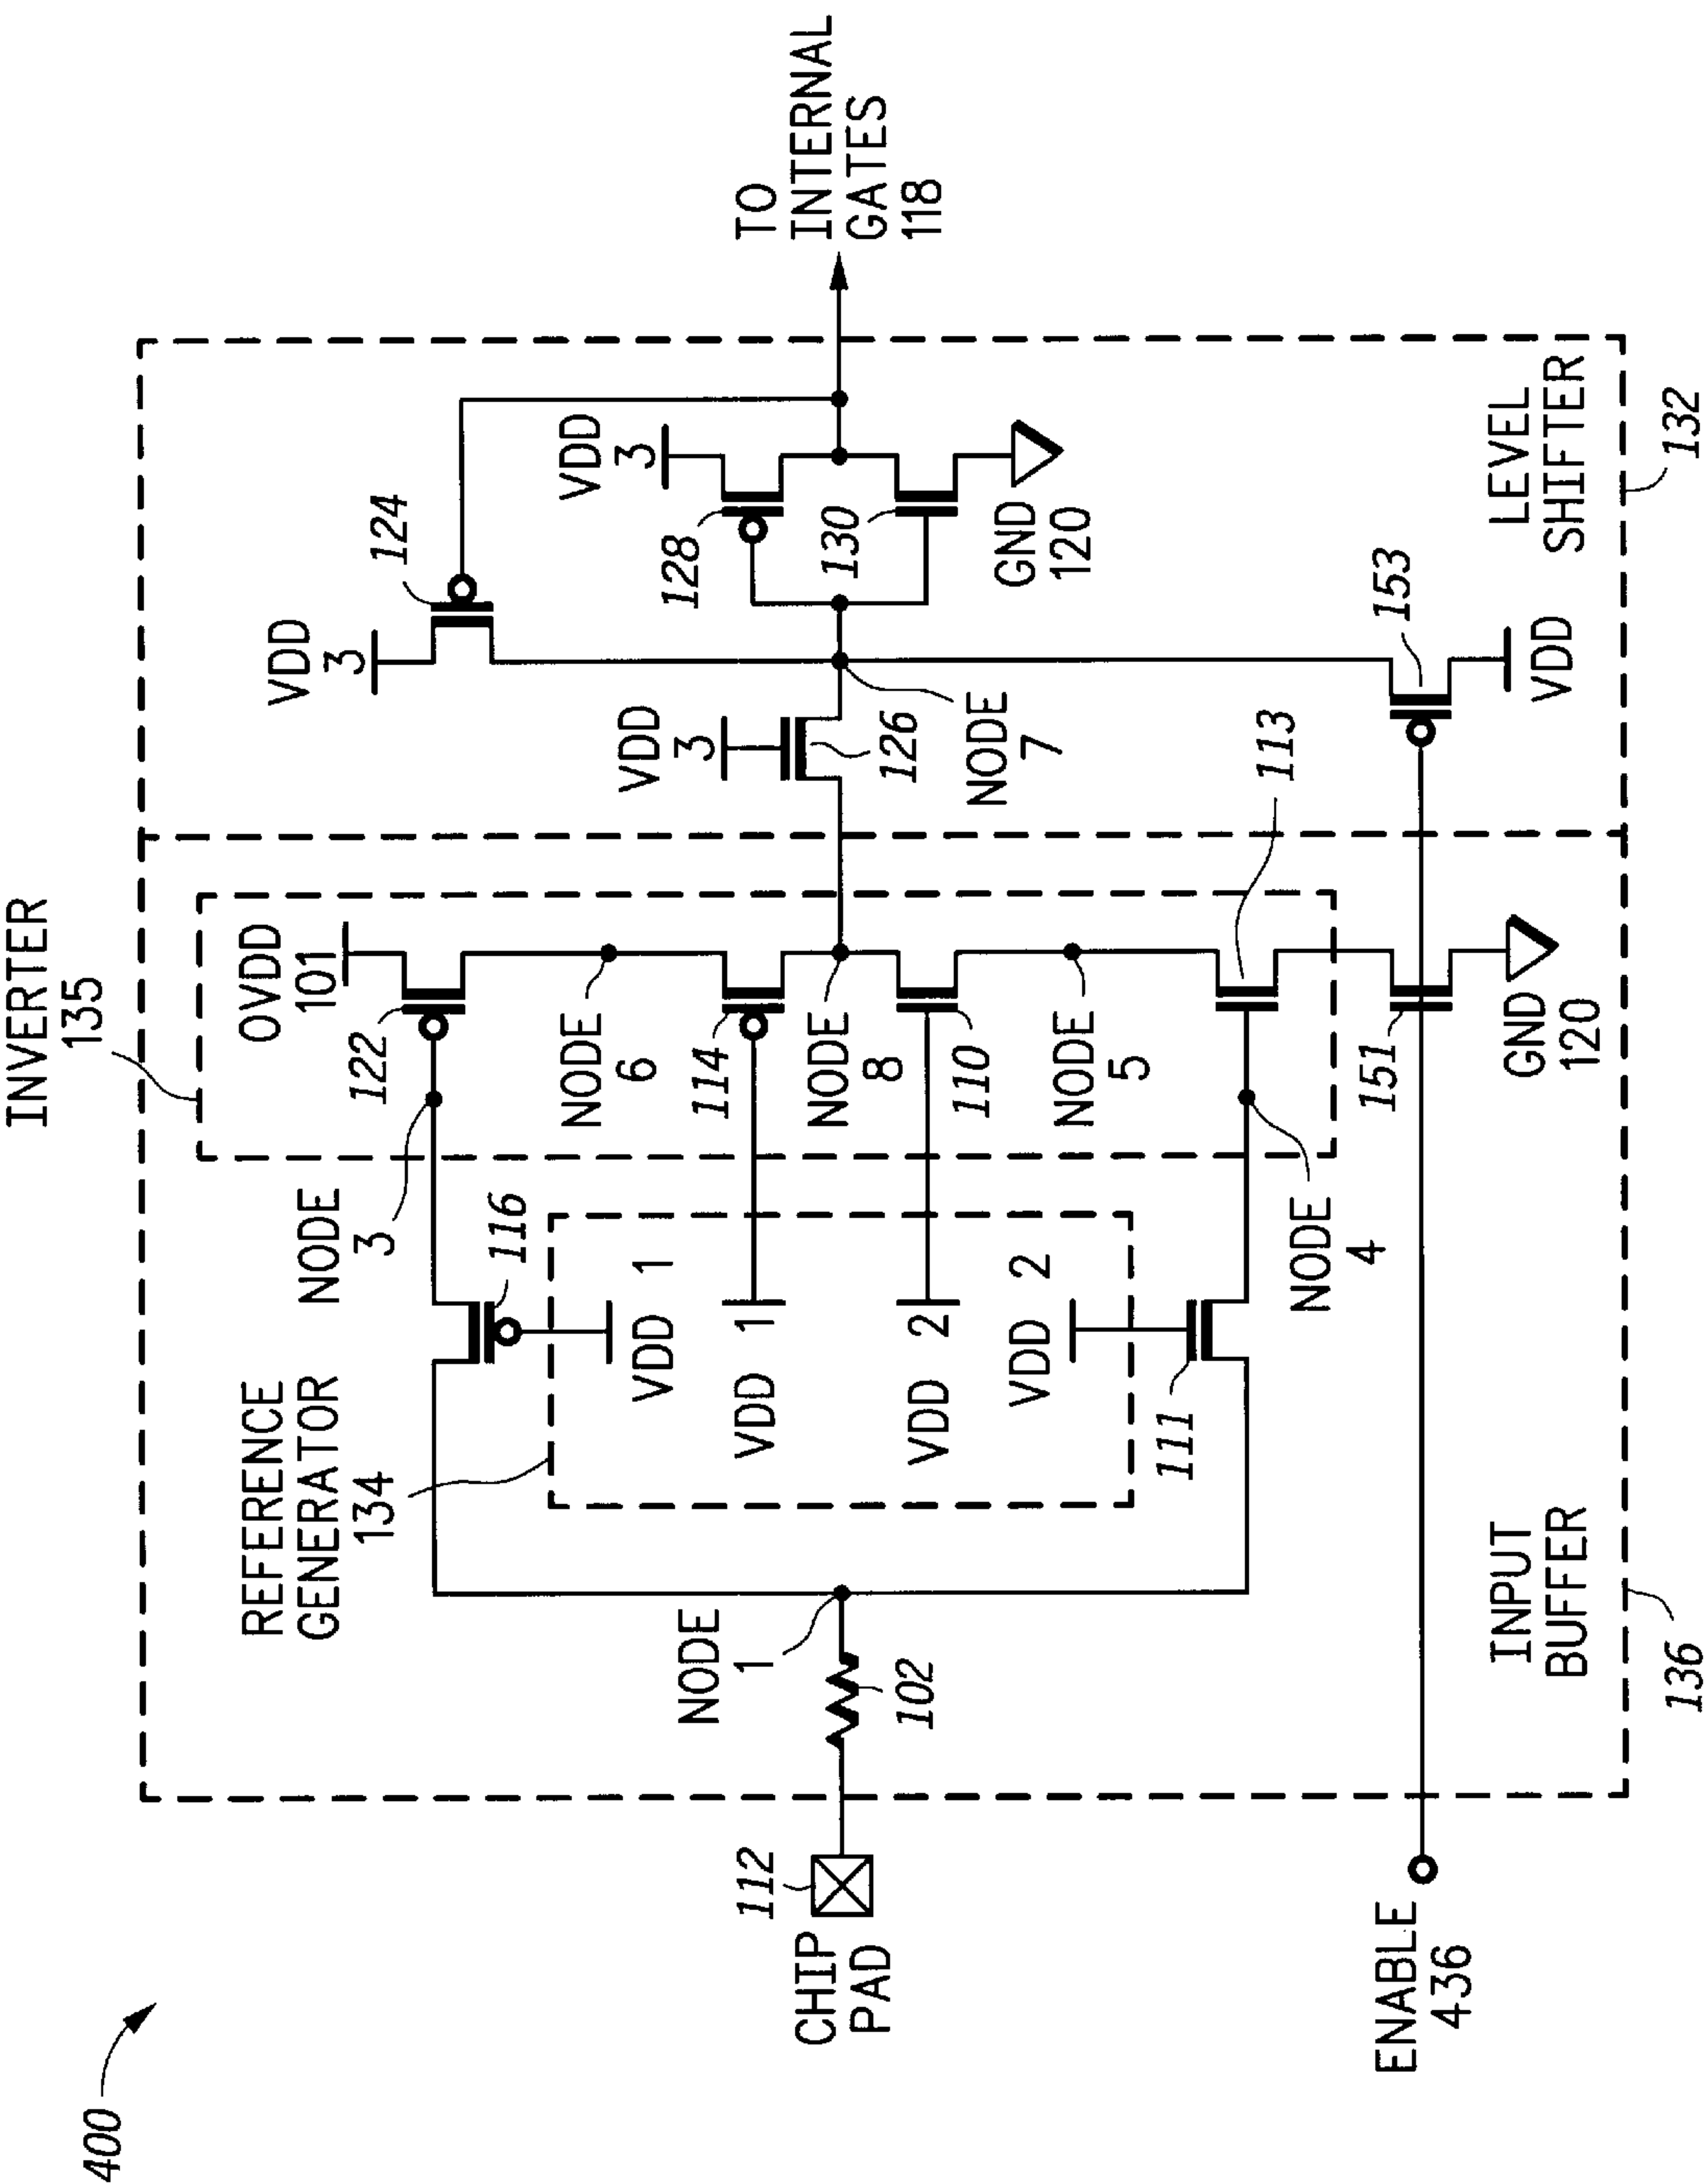 400
INVERTER
135
REFERENCE
GENERATOR
134
NODE
3
116
VDD 1
VDD 1
VDD 2
VDD 2
111
NODE
4
OVDD
101
122
NODE
6
114
NODE
8
110
NODE
5
113
151
GND
120
CHIP
PAD
112
102
NODE
1
INPUT
BUFFER
136
ENABLE
436
VDD
3
124
VDD
3
126
NODE
7
VDD
3
128
130
GND
120
153
VDD
LEVEL
SHIFTER
132
TO
INTERNAL
GATES
118